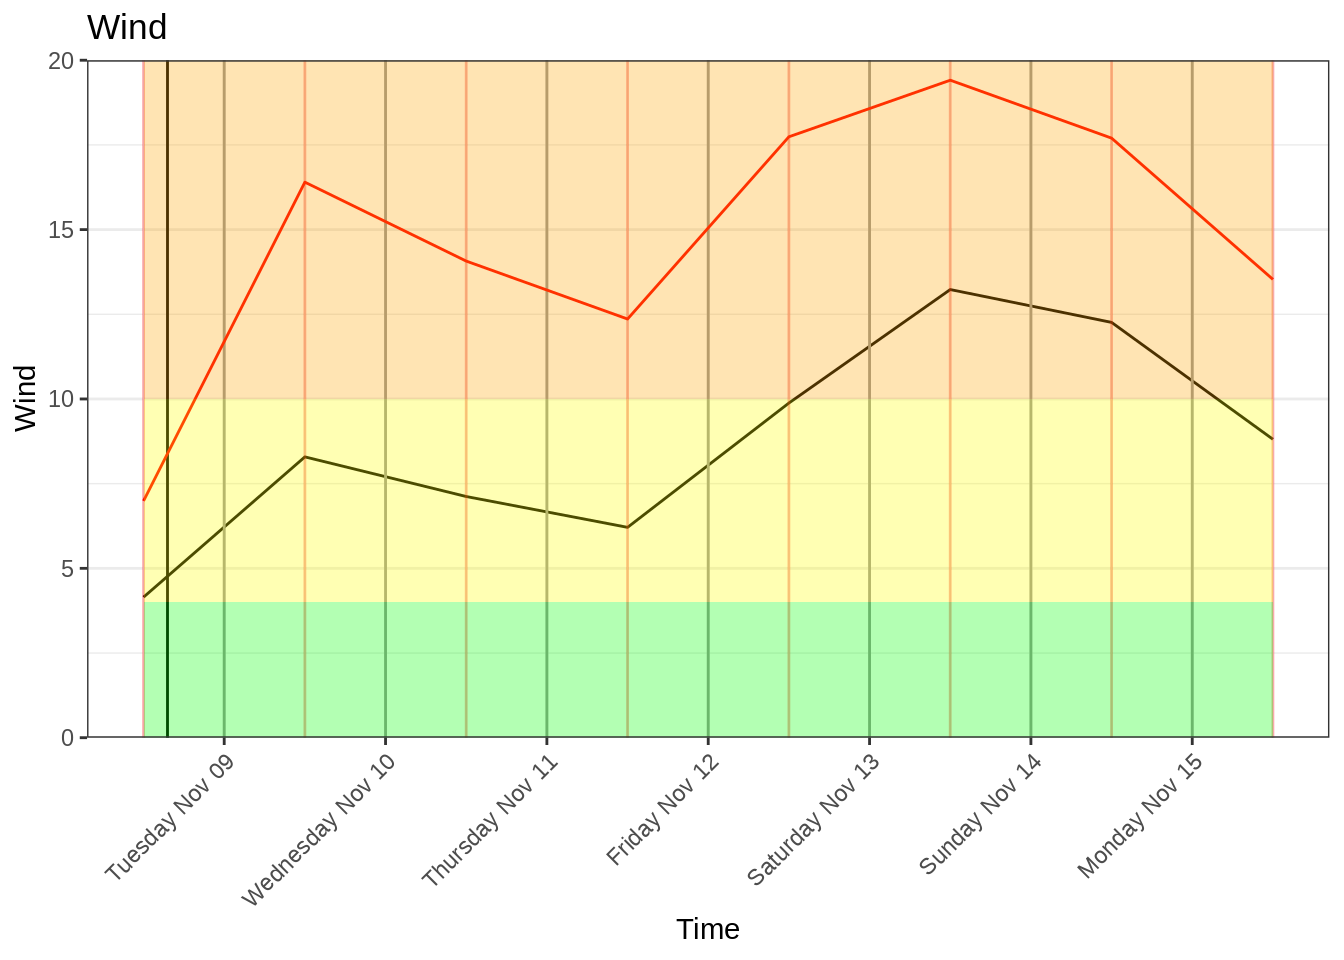 Wind
20
15
10
5
0
Wind
Tuesday Nov 09
Wednesday Nov 10
Thursday Nov 11
Friday Nov 12
Saturday Nov 13
Sunday Nov 14
Monday Nov 15
Time